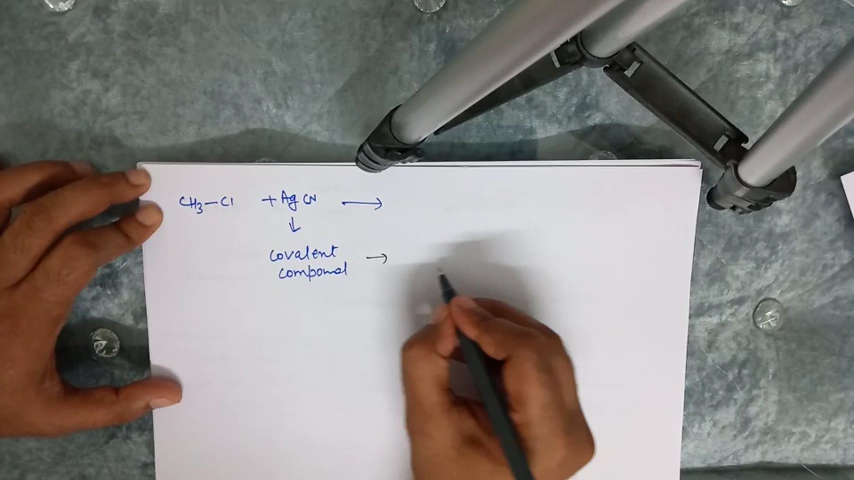 CH3-Cl + AgCN →
↓
Covalent →
compound